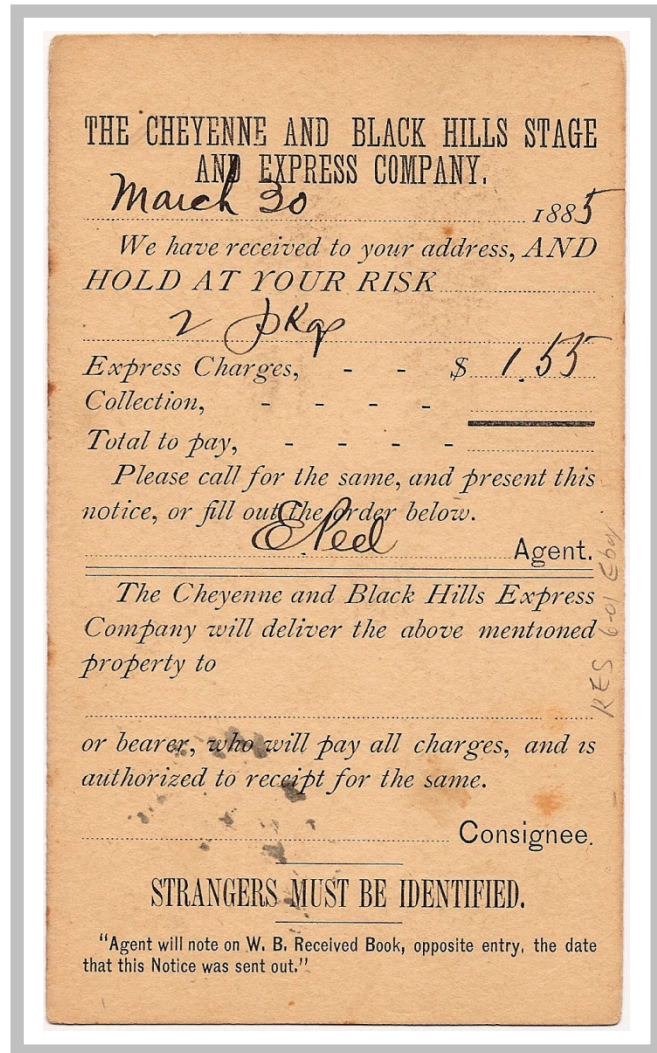 THE CHEYENNE AND BLACK HILLS STAGE
AND EXPRESS COMPANY.
March 30 1885
We have received to your address, AND
HOLD AT YOUR RISK
2 pkgs
Express Charges, - - $ 1.55
Collection, - - - -
Total to pay, - - - -
Please call for the same, and present this
notice, or fill out the order below.
Agent.
The Cheyenne and Black Hills Express
Company will deliver the above mentioned
property to
or bearer, who will pay all charges, and is
authorized to receipt for the same.
Consignee.
STRANGERS MUST BE IDENTIFIED.
"Agent will note on W. B. Received Book, opposite entry, the date
that this Notice was sent out."
RES 6-01 Ebay